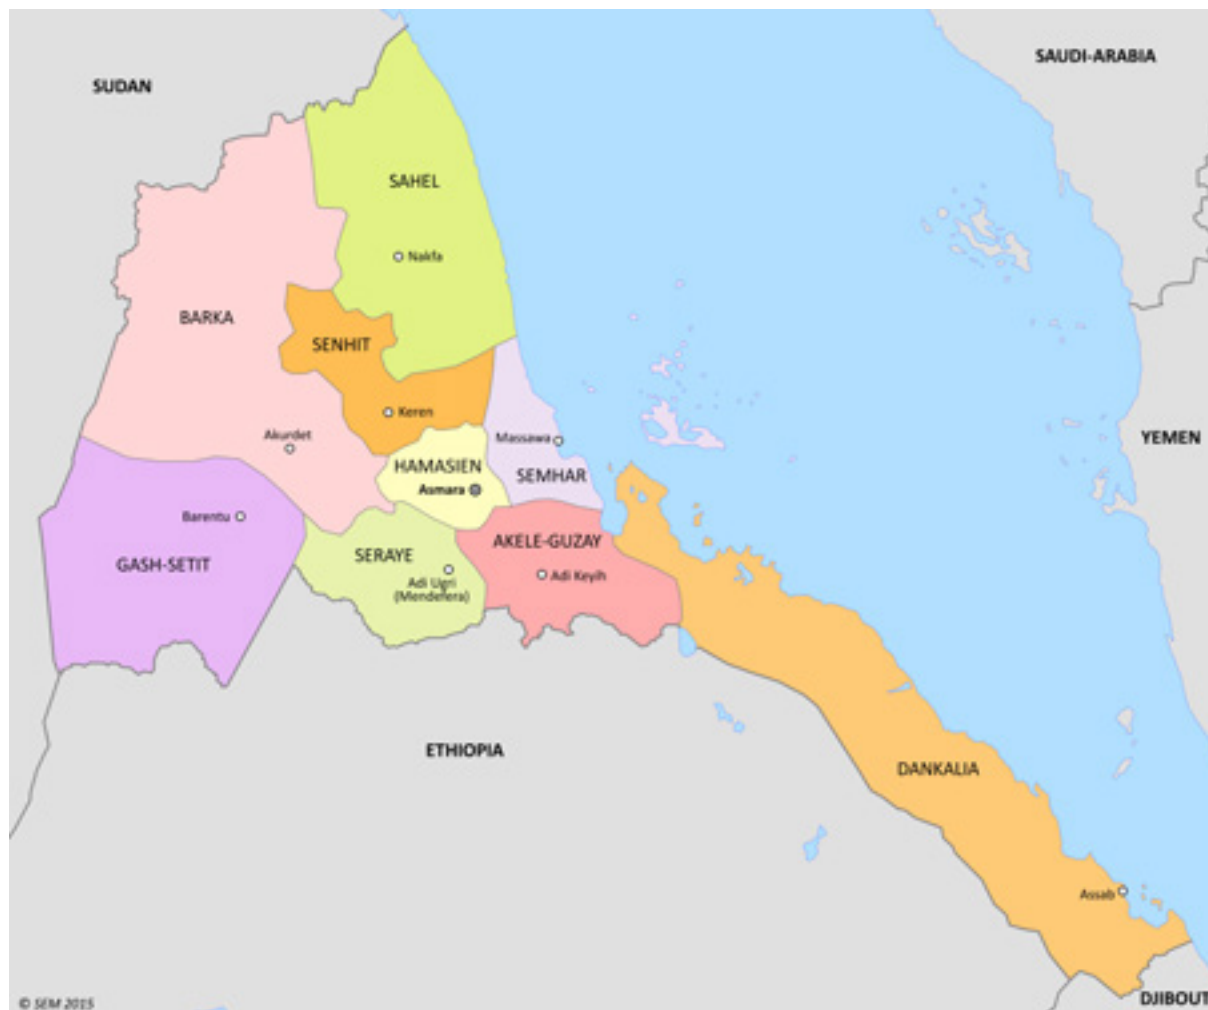 SAUDI-ARABIA
SUDAN
SAHEL
Nakfa
BARKA
SENHIT
Keren
Akurdet
Massawa
YEMEN
HAMASIEN
SEMHAR
Asmara
Barentu
AKELE-GUZAY
SERAYE
GASH-SETIT
Adi Keyih
Adi Ugri
(Mendefera)
ETHIOPIA
DANKALIA
Assab
© SEM 2015
DJIBOUT